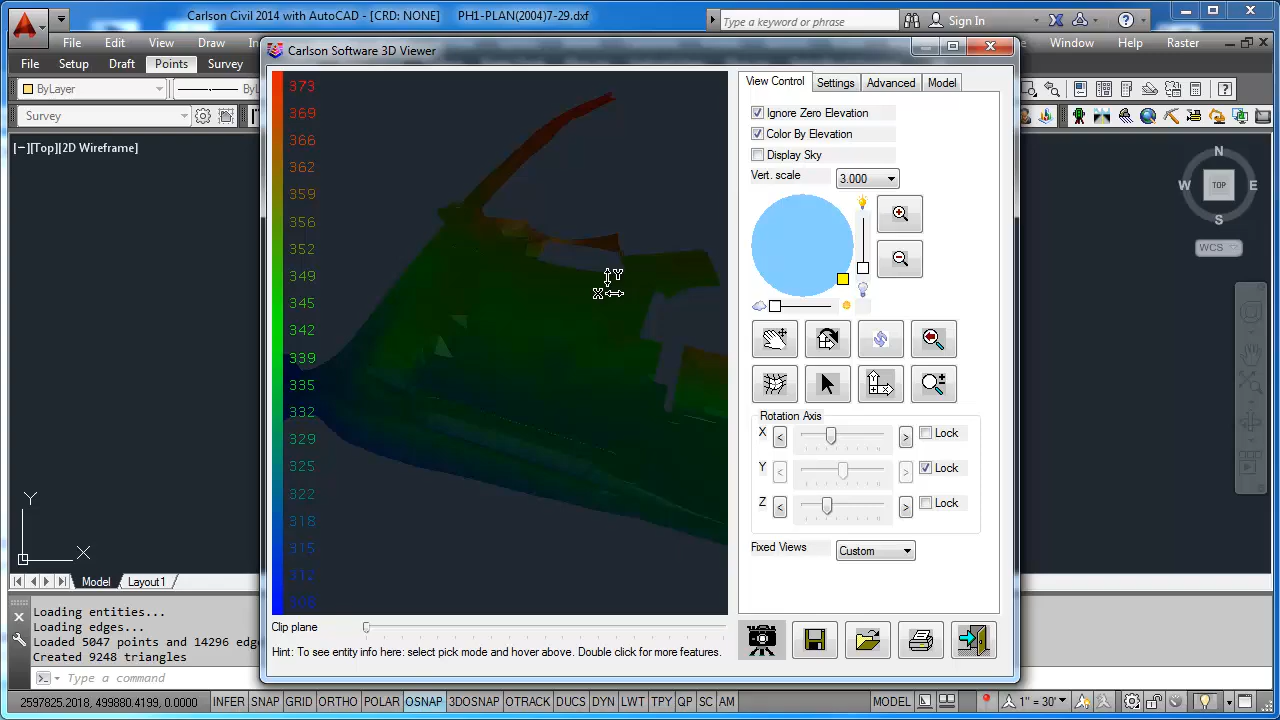 Carlson Civil 2014 with AutoCAD - [CRD: NONE] PH1-PLAN(2004)7-29.dxf
Type a keyword or phrase
Sign In
File Edit View Draw
Window Help Raster
Carlson Software 3D Viewer
File Setup Draft Points Survey
ByLayer
Survey
[−][Top][2D Wireframe]
373
369
366
362
359
356
352
349
345
342
339
335
332
329
325
322
318
315
312
308
Y
X
View Control Settings Advanced Model
Ignore Zero Elevation
Color By Elevation
Display Sky
Vert. scale 3.000
Rotation Axis
X < > Lock
Y < > Lock
Z < > Lock
Fixed Views Custom
N
W TOP E
S
WCS
Y
X
Model Layout1
Clip plane
Hint: To see entity info here: select pick mode and hover above. Double click for more features.
Loading entities...
Loading edges...
Loaded 5047 points and 14296 edg
Created 9248 triangles
Type a command
2597825.2018, 499980.4199, 0.0000 INFER SNAP GRID ORTHO POLAR OSNAP 3DOSNAP OTRACK DUCS DYN LWT TPY QP SC AM MODEL 1" = 30'